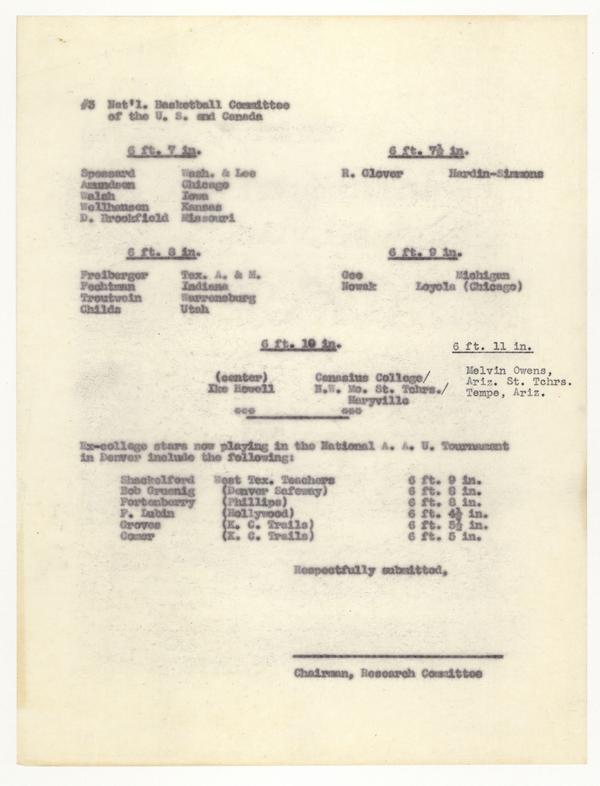 #3 Nat'l. Basketball Committee
of the U. S. and Canada
6 ft. 7 in.
Spessard Wash. & Lee
Amundsen Chicago
Walsh Iowa
Wellhausen Kansas
D. Brookfield Missouri
6 ft. 7½ in.
R. Glover Hardin-Simmons
6 ft. 8 in.
Freiberger Tex. A. & M.
Fechtman Indiana
Troutwein Warrensburg
Childs Utah
6 ft. 9 in.
Gee Michigan
Nowak Loyola (Chicago)
6 ft. 10 in.
(center) Canasius College/
Ike Howell N.W. Mo. St. Tchrs./
Maryville
6 ft. 11 in.
Melvin Owens,
Ariz. St. Tchrs.
Tempe, Ariz.
Ex-college stars now playing in the National A. A. U. Tournament
in Denver include the following:
Shackelford West Tex. Teachers 6 ft. 9 in.
Bob Gruenig (Denver Safeway) 6 ft. 8 in.
Fortenberry (Phillips) 6 ft. 8 in.
F. Lubin (Hollywood) 6 ft. 4½ in.
Groves (K. C. Trails) 6 ft. 5½ in.
Comer (K. C. Trails) 6 ft. 5 in.
Respectfully submitted,
Chairman, Research Committee